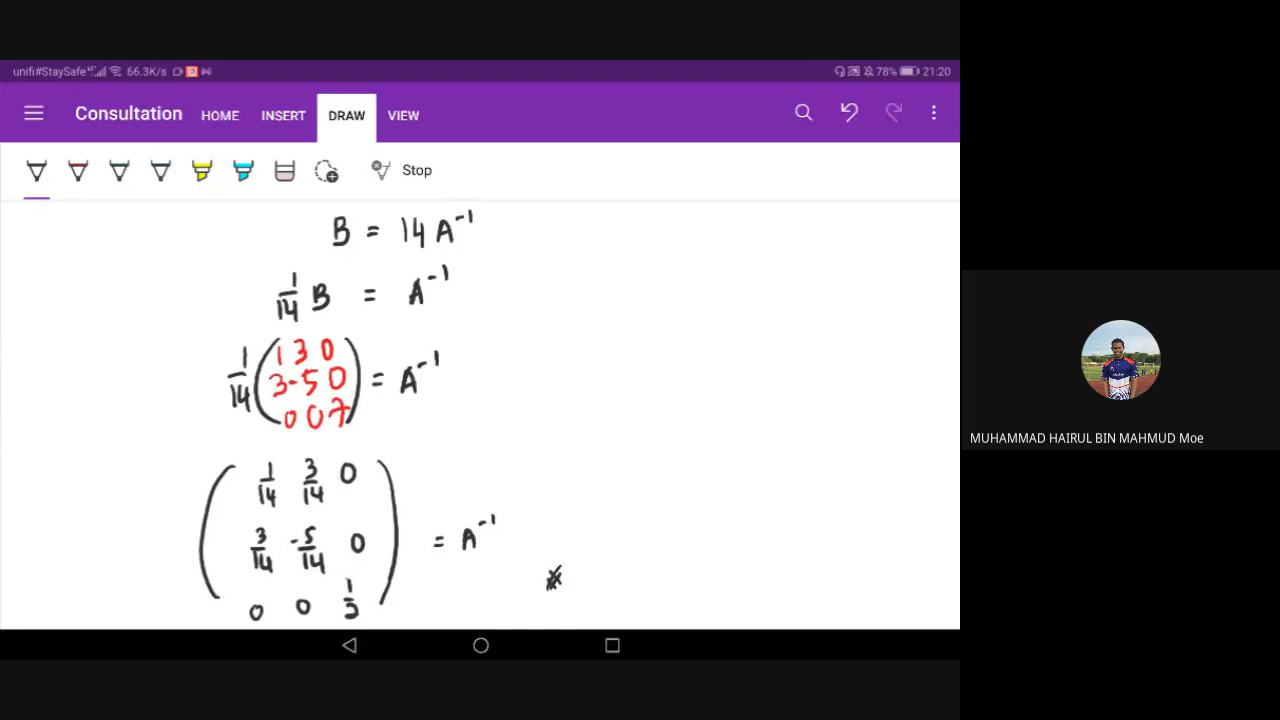 unifi#StaySafe 4G 66.3K/s 78% 21:20
Consultation HOME INSERT DRAW VIEW
Stop
B = 14 A⁻¹
1/14 B = A⁻¹
1/14 ( 1 3 0
3 -5 0
0 0 7 ) = A⁻¹
( 1/14 3/14 0
3/14 -5/14 0
0 0 1/2 ) = A⁻¹
MUHAMMAD HAIRUL BIN MAHMUD Moe